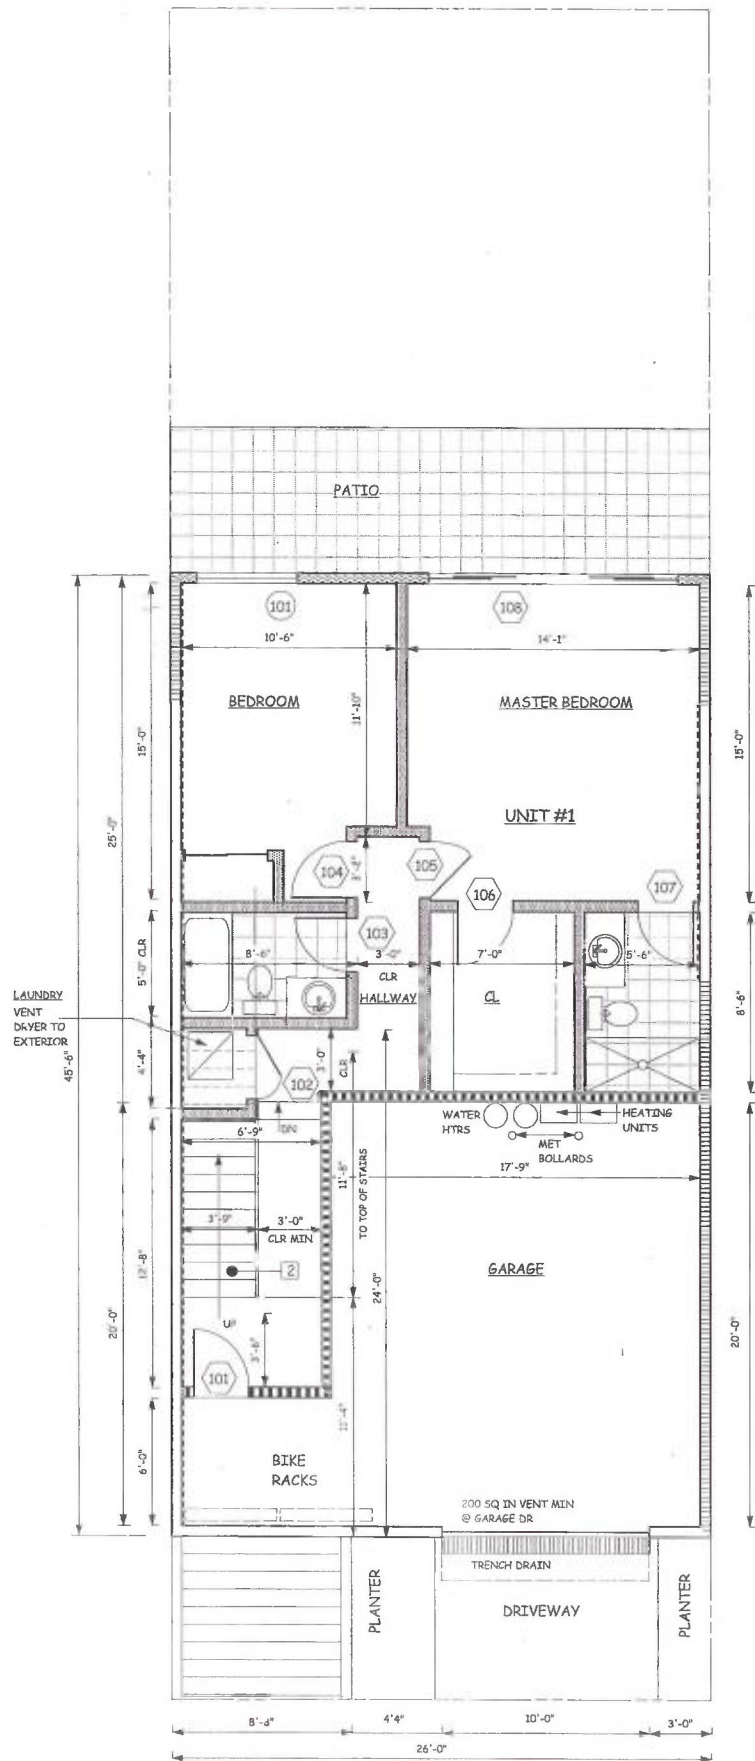 PATIO
101
108
10'-6"
14'-1"
BEDROOM
MASTER BEDROOM
11'-10"
15'-0"
15'-0"
25'-0"
45'-6"
UNIT #1
104
105
106
107
103
8'-6"
3'-0"
CLR
HALLWAY
7'-0"
CL
5'-6"
5'-0" CLR
8'-6"
LAUNDRY
VENT
DRYER TO
EXTERIOR
4'-4"
3'-0"
CLR
102
DN
WATER
HTRS
HEATING
UNITS
MET
BOLLARDS
6'-9"
17'-9"
11'-8"
TO TOP OF STAIRS
3'-9"
3'-0"
CLR MIN
2
24'-0"
12'-8"
GARAGE
20'-0"
20'-0"
UP
3'-6"
101
11'-4"
6'-0"
BIKE
RACKS
200 SQ IN VENT MIN
@ GARAGE DR
TRENCH DRAIN
PLANTER
DRIVEWAY
PLANTER
4'4"
10'-0"
3'-0"
26'-0"